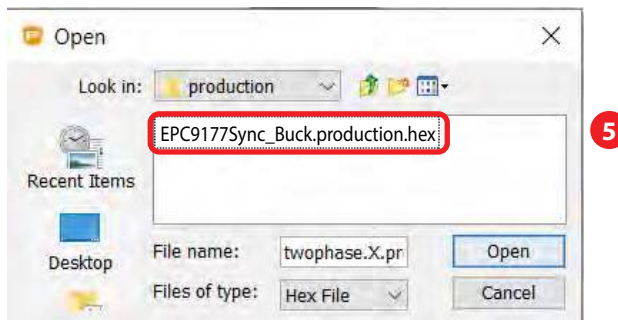 Open
Look in: production
EPC9177Sync_Buck.production.hex
5
Recent Items
Desktop
File name: twophase.X.pr Open
Files of type: Hex File Cancel